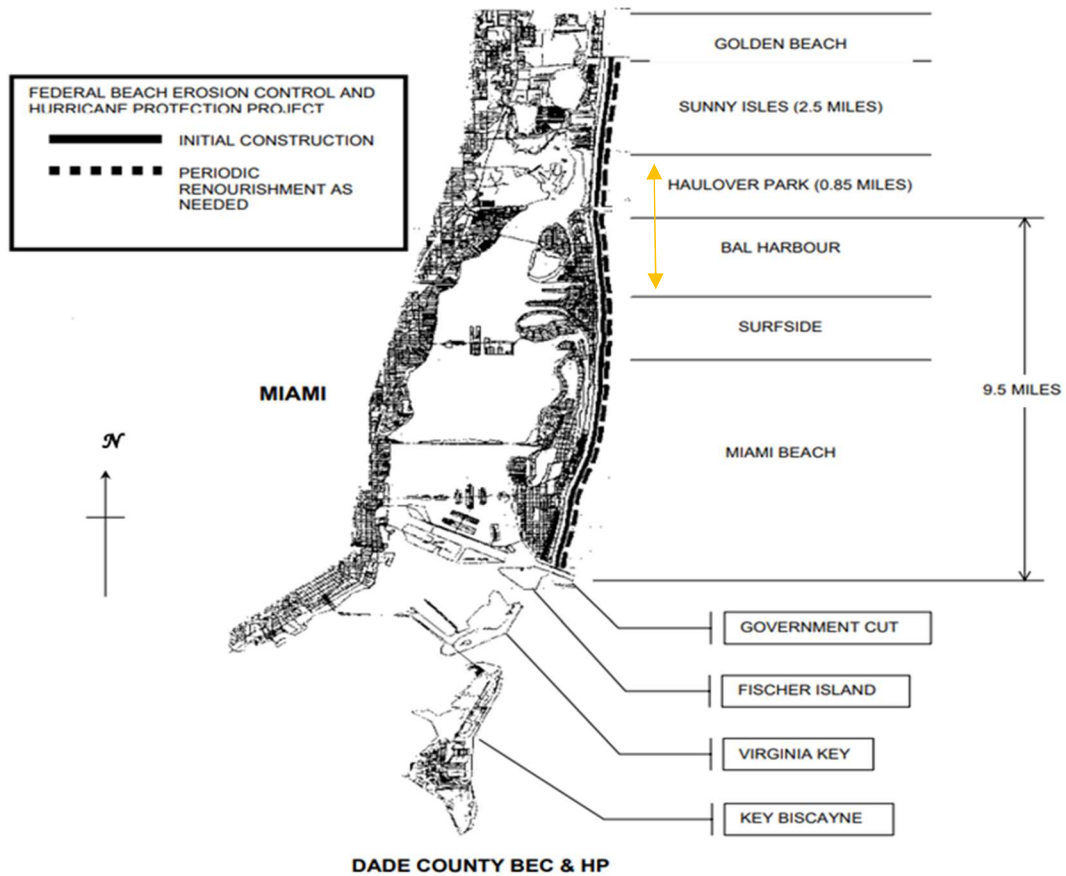 FEDERAL BEACH EROSION CONTROL AND
HURRICANE PROTECTION PROJECT
INITIAL CONSTRUCTION
PERIODIC
RENOURISHMENT AS
NEEDED
GOLDEN BEACH
SUNNY ISLES (2.5 MILES)
HAULOVER PARK (0.85 MILES)
BAL HARBOUR
SURFSIDE
9.5 MILES
MIAMI
N
MIAMI BEACH
GOVERNMENT CUT
FISCHER ISLAND
VIRGINIA KEY
KEY BISCAYNE
DADE COUNTY BEC & HP